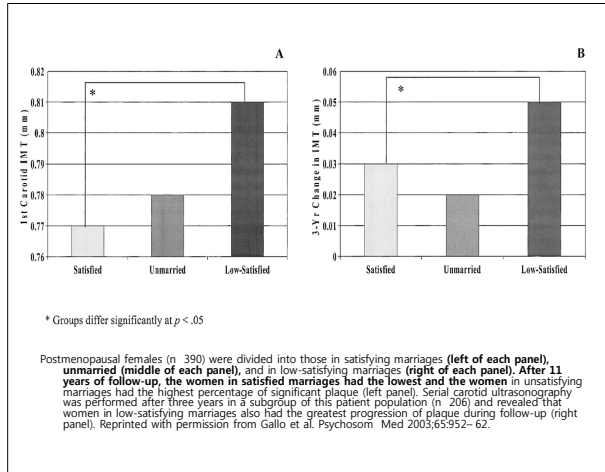 A
B
0.82
0.81
0.8
0.79
0.78
0.77
0.76
1st Carotid IMT (mm)
*
Satisfied Unmarried Low-Satisfied
0.06
0.05
0.04
0.03
0.02
0.01
0
3-Yr Change in IMT (mm)
*
Satisfied Unmarried Low-Satisfied
* Groups differ significantly at p < .05
Postmenopausal females (n 390) were divided into those in satisfying marriages (left of each panel),
unmarried (middle of each panel), and in low-satisfying marriages (right of each panel). After 11
years of follow-up, the women in satisfied marriages had the lowest and the women in unsatisfying
marriages had the highest percentage of significant plaque (left panel). Serial carotid ultrasonography
was performed after three years in a subgroup of this patient population (n 206) and revealed that
women in low-satisfying marriages also had the greatest progression of plaque during follow-up (right
panel). Reprinted with permission from Gallo et al. Psychosom Med 2003;65:952– 62.